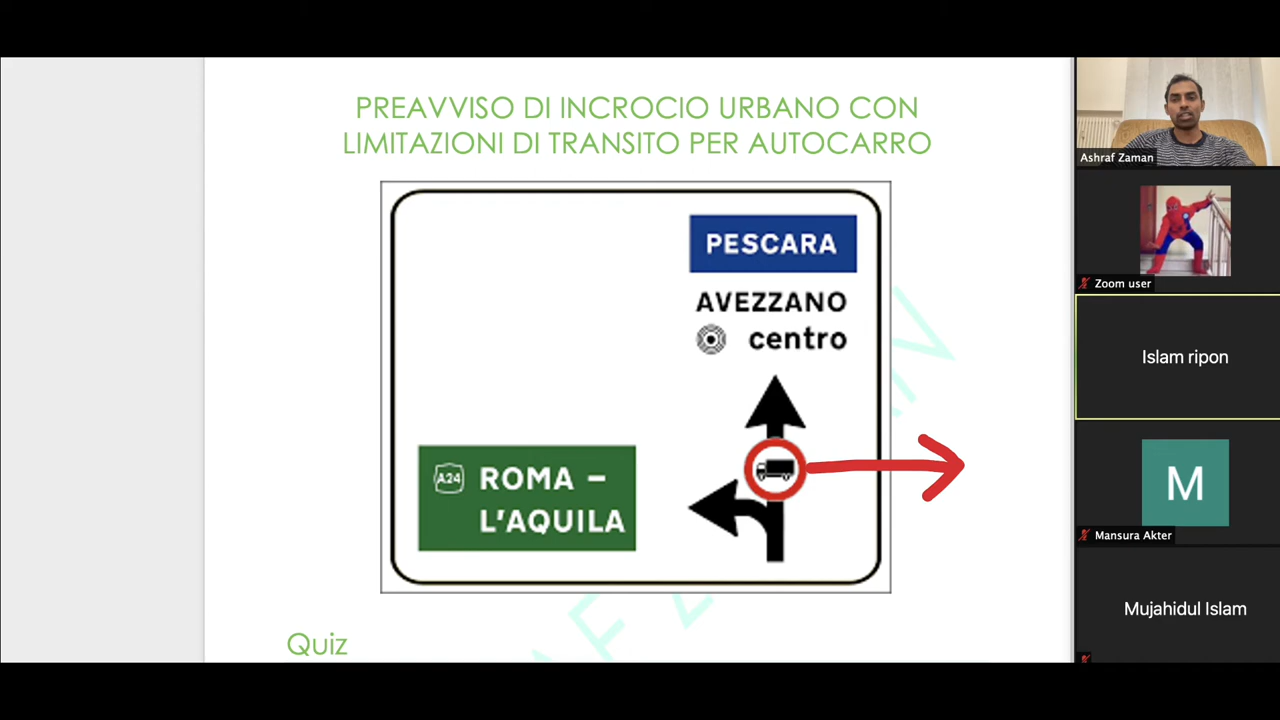 PREAVVISO DI INCROCIO URBANO CON
LIMITAZIONI DI TRANSITO PER AUTOCARRO
PESCARA
AVEZZANO
centro
A24 ROMA –
L'AQUILA
Quiz
Ashraf Zaman
Zoom user
Islam ripon
M
Mansura Akter
Mujahidul Islam